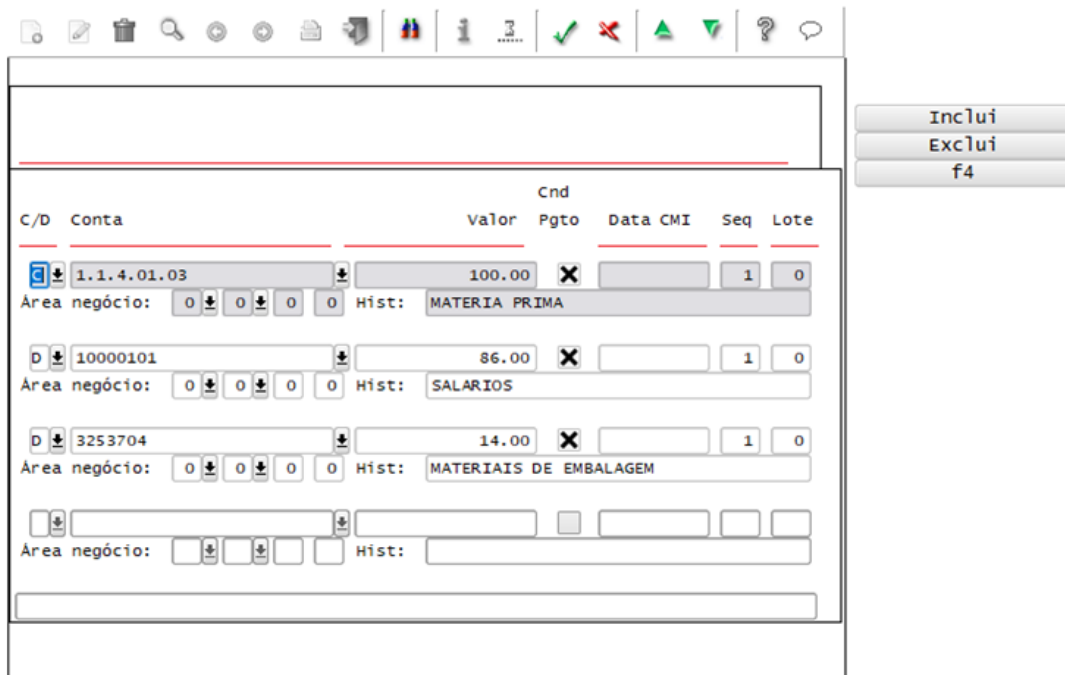 Inclui
Exclui
f4
Cnd
C/D Conta Valor Pgto Data CMI Seq Lote
C 1.1.4.01.03 100.00 1 0
Área negócio: 0 0 0 0 Hist: MATERIA PRIMA
D 10000101 86.00 1 0
Área negócio: 0 0 0 0 Hist: SALARIOS
D 3253704 14.00 1 0
Área negócio: 0 0 0 0 Hist: MATERIAIS DE EMBALAGEM
Área negócio: Hist: